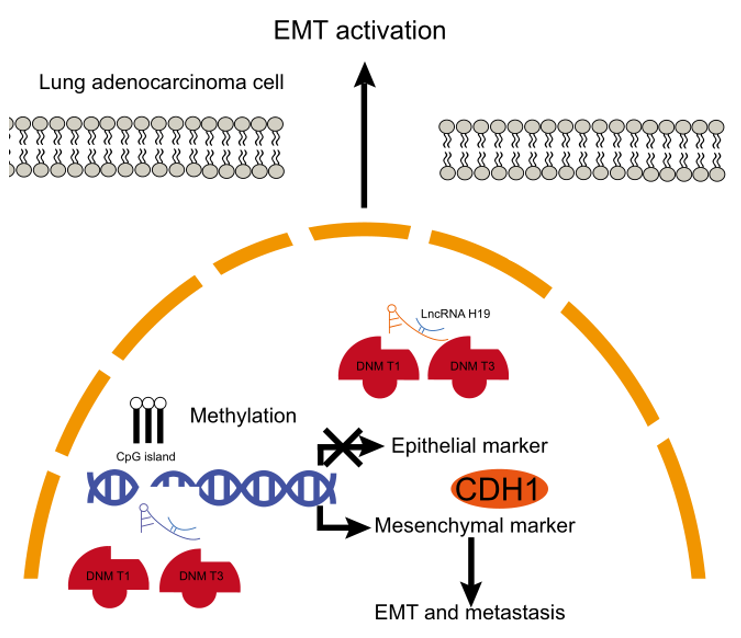 EMT activation
Lung adenocarcinoma cell
LncRNA H19
DNM T1
DNM T3
Methylation
CpG island
Epithelial marker
CDH1
Mesenchymal marker
DNM T1
DNM T3
EMT and metastasis